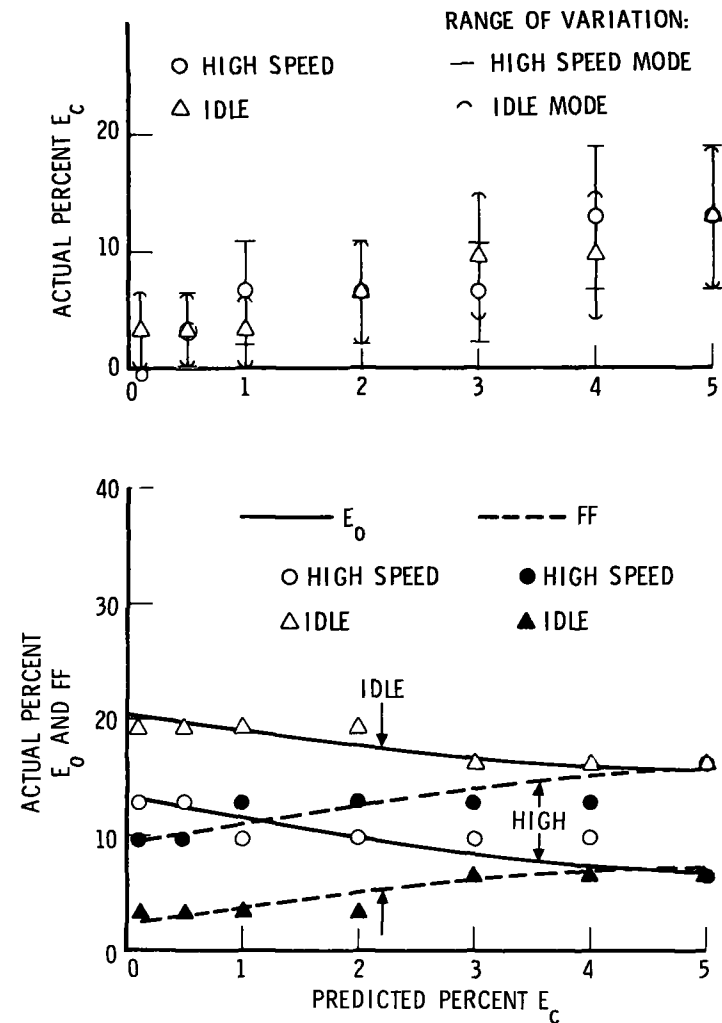 RANGE OF VARIATION:
HIGH SPEED
HIGH SPEED MODE
IDLE
IDLE MODE
ACTUAL PERCENT E_c
20
10
0
0 1 2 3 4 5
40
E_o
FF
HIGH SPEED
HIGH SPEED
30
IDLE
IDLE
ACTUAL PERCENT
E_o AND FF
IDLE
20
HIGH
10
0
0 1 2 3 4 5
PREDICTED PERCENT E_c